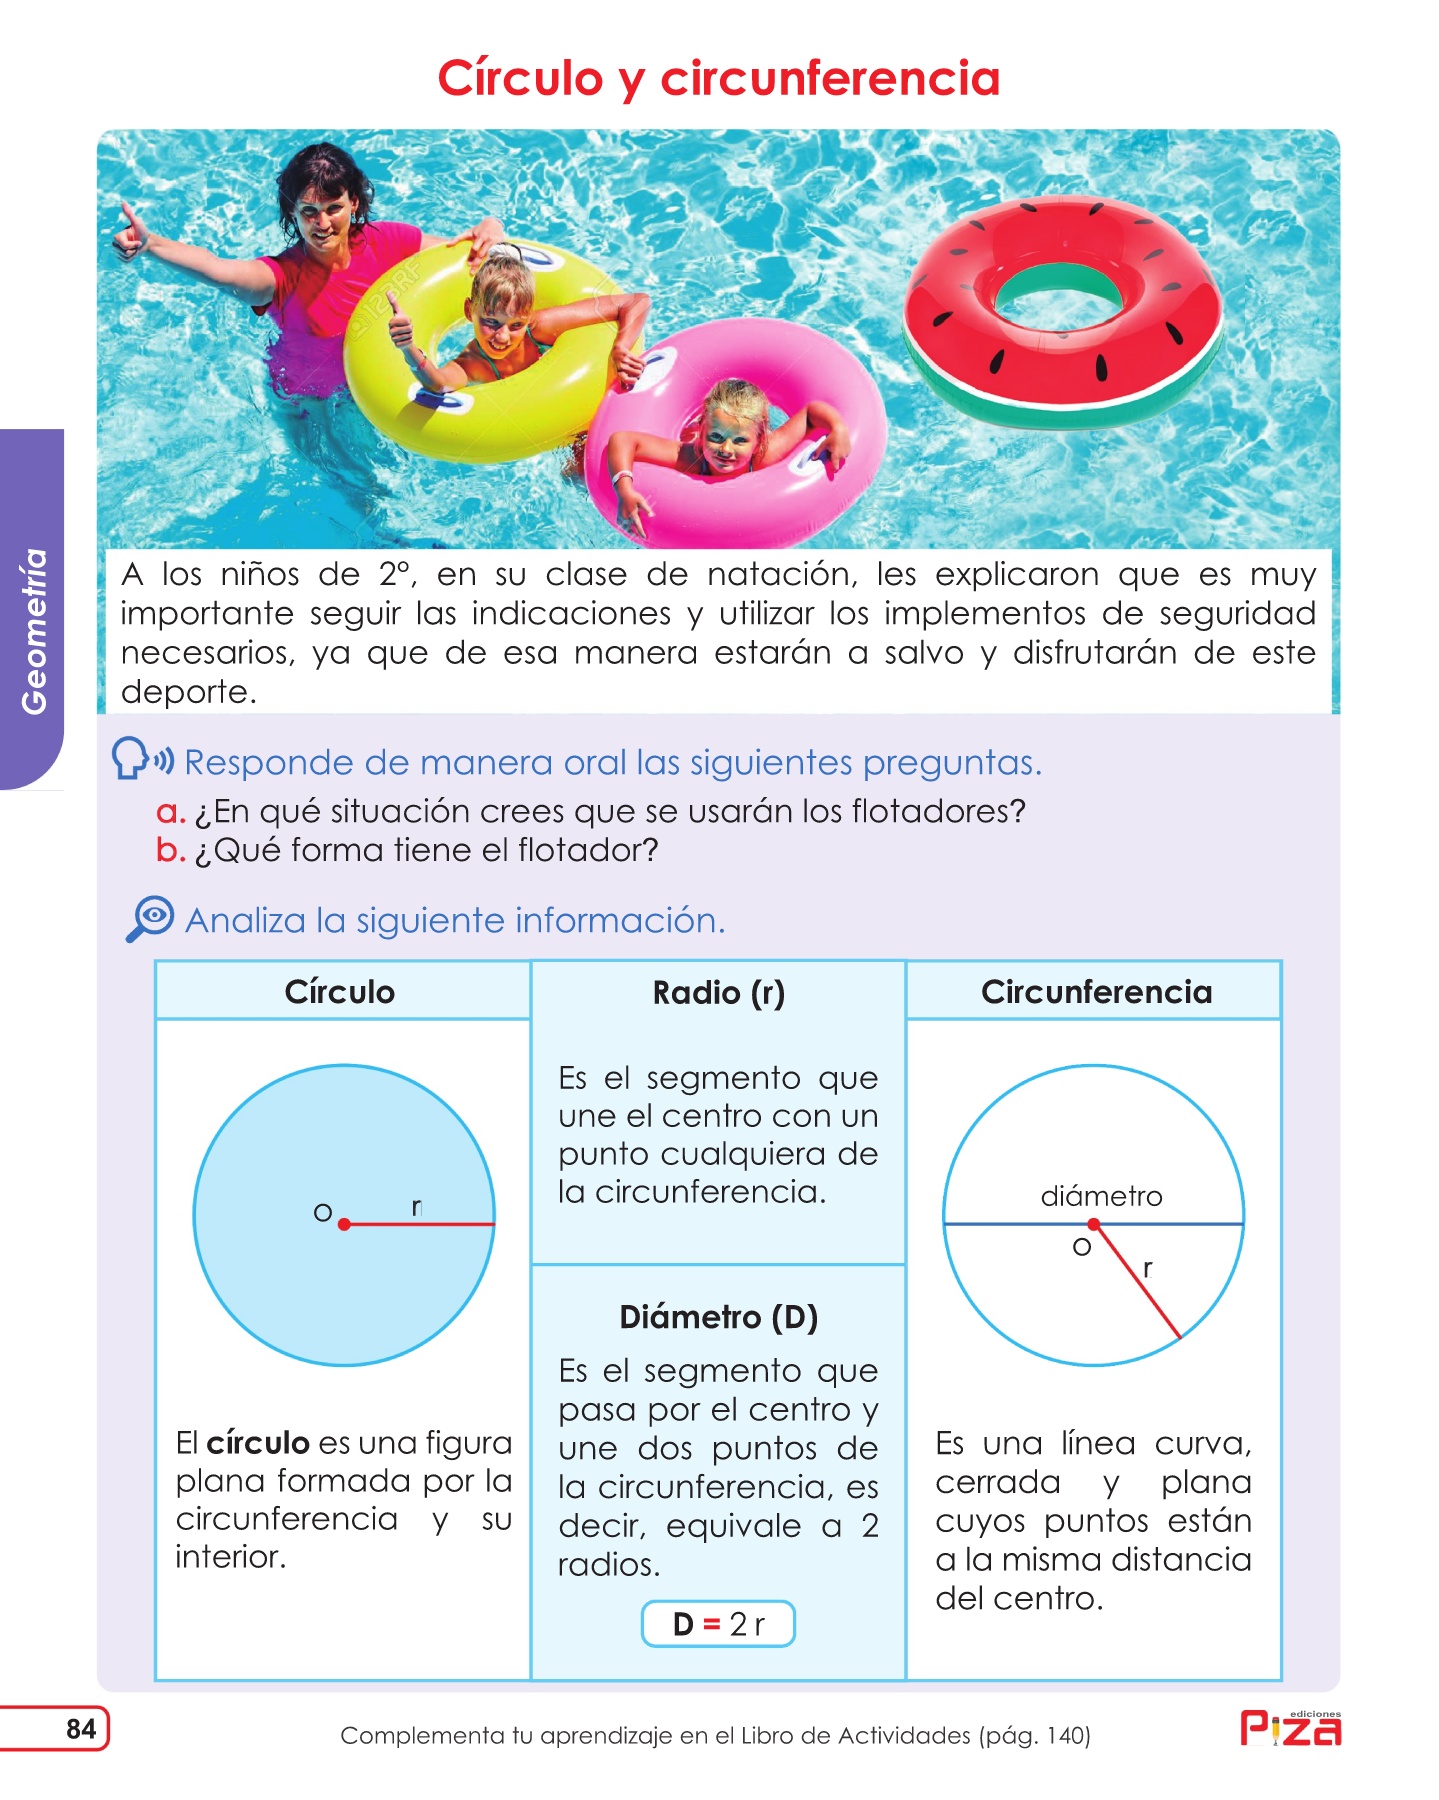 Círculo y circunferencia
123RF
A los niños de 2°, en su clase de natación, les explicaron que es muy
importante seguir las indicaciones y utilizar los implementos de seguridad
necesarios, ya que de esa manera estarán a salvo y disfrutarán de este
deporte.
Geometría
Responde de manera oral las siguientes preguntas.
a. ¿En qué situación crees que se usarán los flotadores?
b. ¿Qué forma tiene el flotador?
Analiza la siguiente información.
Círculo
O r
El círculo es una figura
plana formada por la
circunferencia y su
interior.
Radio (r)
Es el segmento que
une el centro con un
punto cualquiera de
la circunferencia.
Diámetro (D)
Es el segmento que
pasa por el centro y
une dos puntos de
la circunferencia, es
decir, equivale a 2
radios.
D = 2 r
Circunferencia
diámetro
O
r
Es una línea curva,
cerrada y plana
cuyos puntos están
a la misma distancia
del centro.
84
Complementa tu aprendizaje en el Libro de Actividades (pág. 140)
ediciones
Piza